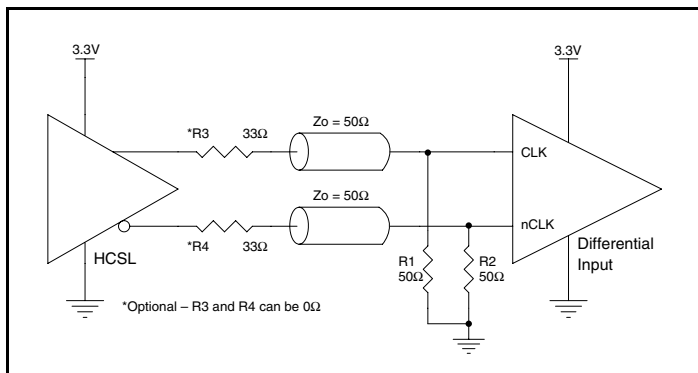 3.3V
3.3V
*R3 33Ω
Zo = 50Ω
CLK
Zo = 50Ω
nCLK
HCSL
*R4 33Ω
R1
50Ω
R2
50Ω
Differential
Input
*Optional – R3 and R4 can be 0Ω